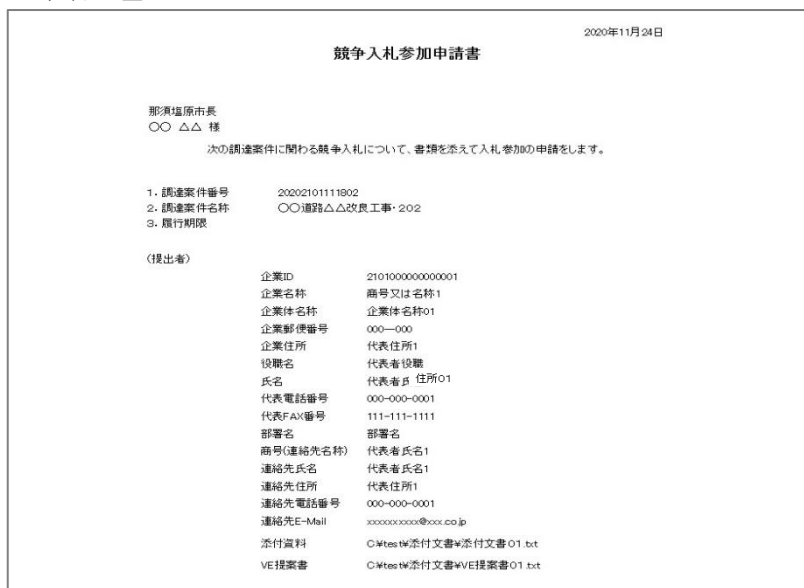 2020年11月24日
競争入札参加申請書
那須塩原市長
〇〇 △△ 様
次の調達案件に関わる競争入札について、書類を添えて入札参加の申請をします。
1. 調達案件番号 20202101111802
2. 調達案件名称 〇〇道路△△改良工事・202
3. 履行期限
(提出者)
企業ID 2101000000000001
企業名称 商号又は名称1
企業体名称 企業体名称01
企業郵便番号 000―000
企業住所 代表住所1
役職名 代表者役職
氏名 代表者氏 住所01
代表電話番号 000-000-0001
代表FAX番号 111-111-1111
部署名 部署名
商号(連絡先名称) 代表者氏名1
連絡先氏名 代表者氏名1
連絡先住所 代表住所1
連絡先電話番号 000-000-0001
連絡先E-Mail xxxxxxxxxx@xxx.co.jp
添付資料 C¥test¥添付文書¥添付文書01.txt
VE提案書 C¥test¥添付文書¥VE提案書01.txt